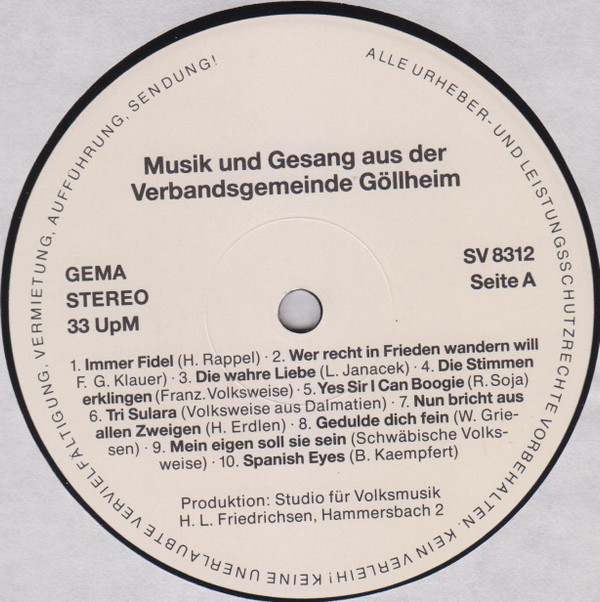 ALLE URHEBER- UND LEISTUNGSSCHUTZRECHTE VORBEHALTEN. KEIN VERLEIH! KEINE UNERLAUBTE VERVIELFÄLTIGUNG, VERMIETUNG, AUFFÜHRUNG, SENDUNG!
Musik und Gesang aus der
Verbandsgemeinde Göllheim
GEMA
STEREO
33 UpM
SV 8312
Seite A
1. Immer Fidel (H. Rappel) · 2. Wer recht in Frieden wandern will
F. G. Klauer) · 3. Die wahre Liebe (L. Janacek) · 4. Die Stimmen
erklingen (Franz. Volksweise) · 5. Yes Sir I Can Boogie (R. Soja)
6. Tri Sulara (Volksweise aus Dalmatien) · 7. Nun bricht aus
allen Zweigen (H. Erdlen) · 8. Gedulde dich fein (W. Grie-
sen) · 9. Mein eigen soll sie sein (Schwäbische Volks-
weise) · 10. Spanish Eyes (B. Kaempfert)
Produktion: Studio für Volksmusik
H. L. Friedrichsen, Hammersbach 2